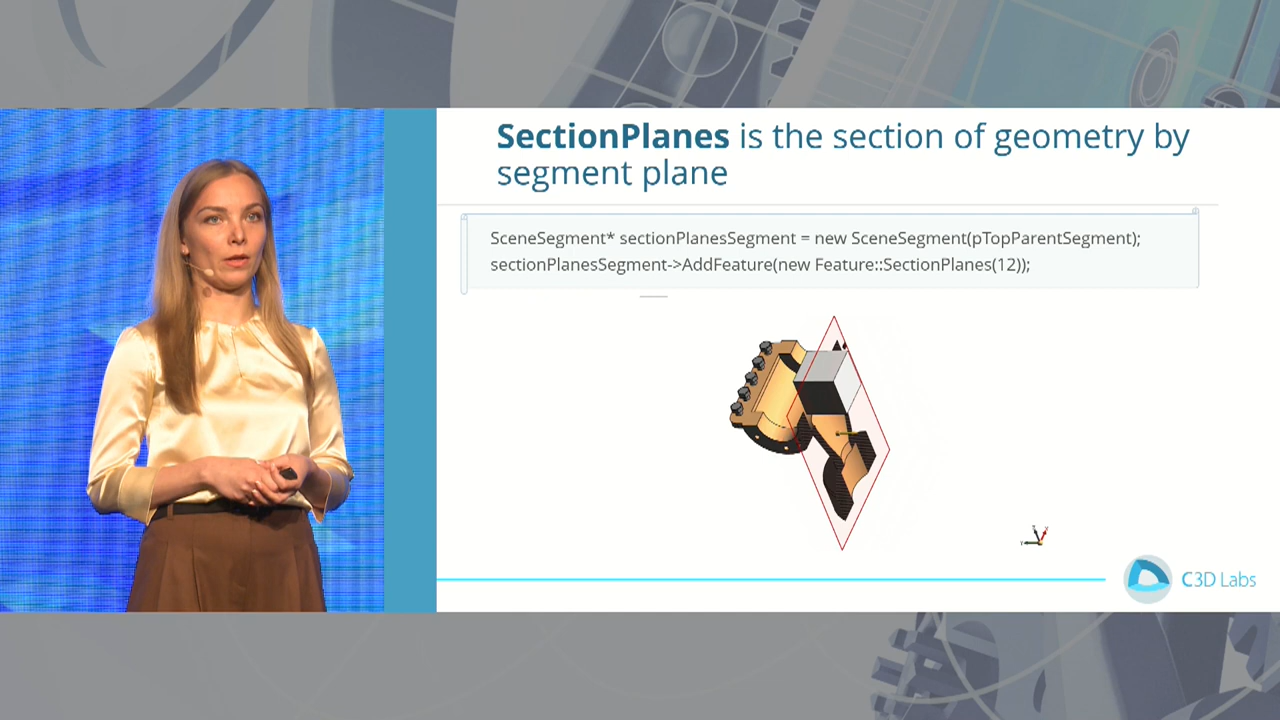 SectionPlanes is the section of geometry by
segment plane
SceneSegment* sectionPlanesSegment = new SceneSegment(pTopParentSegment);
sectionPlanesSegment->AddFeature(new Feature::SectionPlanes(12));
C3D Labs